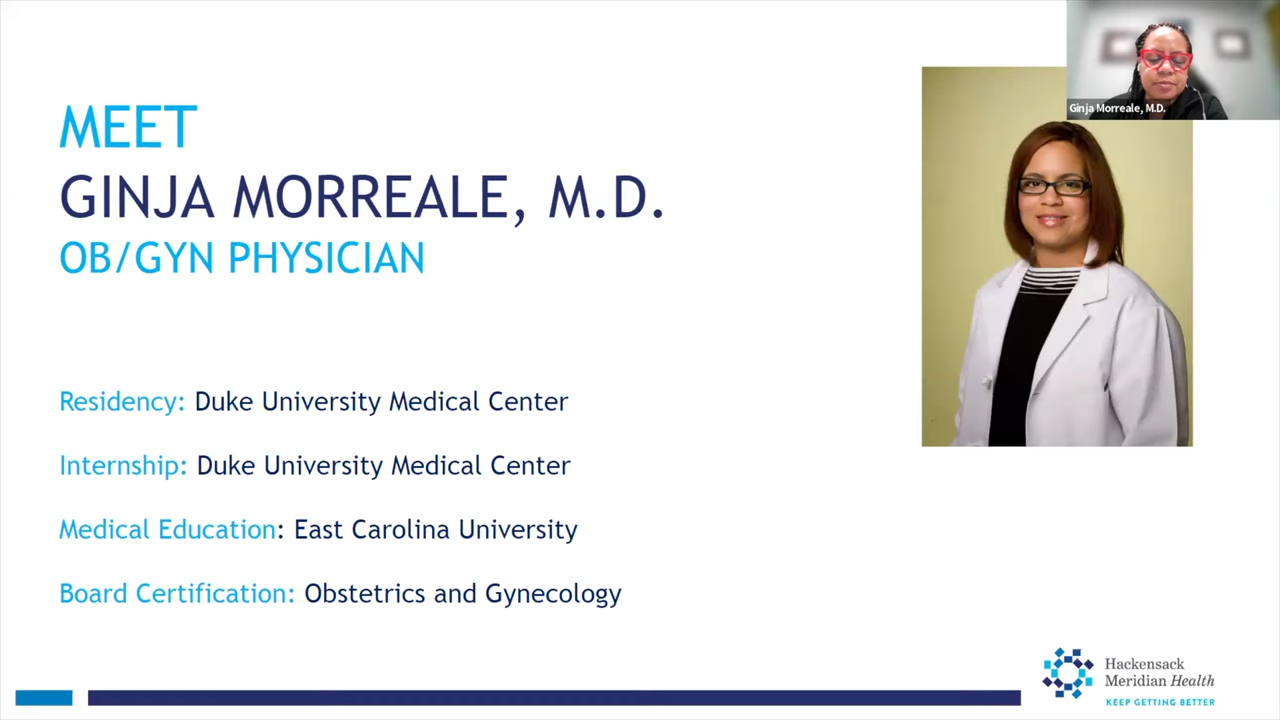 MEET
GINJA MORREALE, M.D.
OB/GYN PHYSICIAN
Residency: Duke University Medical Center
Internship: Duke University Medical Center
Medical Education: East Carolina University
Board Certification: Obstetrics and Gynecology
Ginja Morreale, M.D.
Hackensack
Meridian Health
KEEP GETTING BETTER